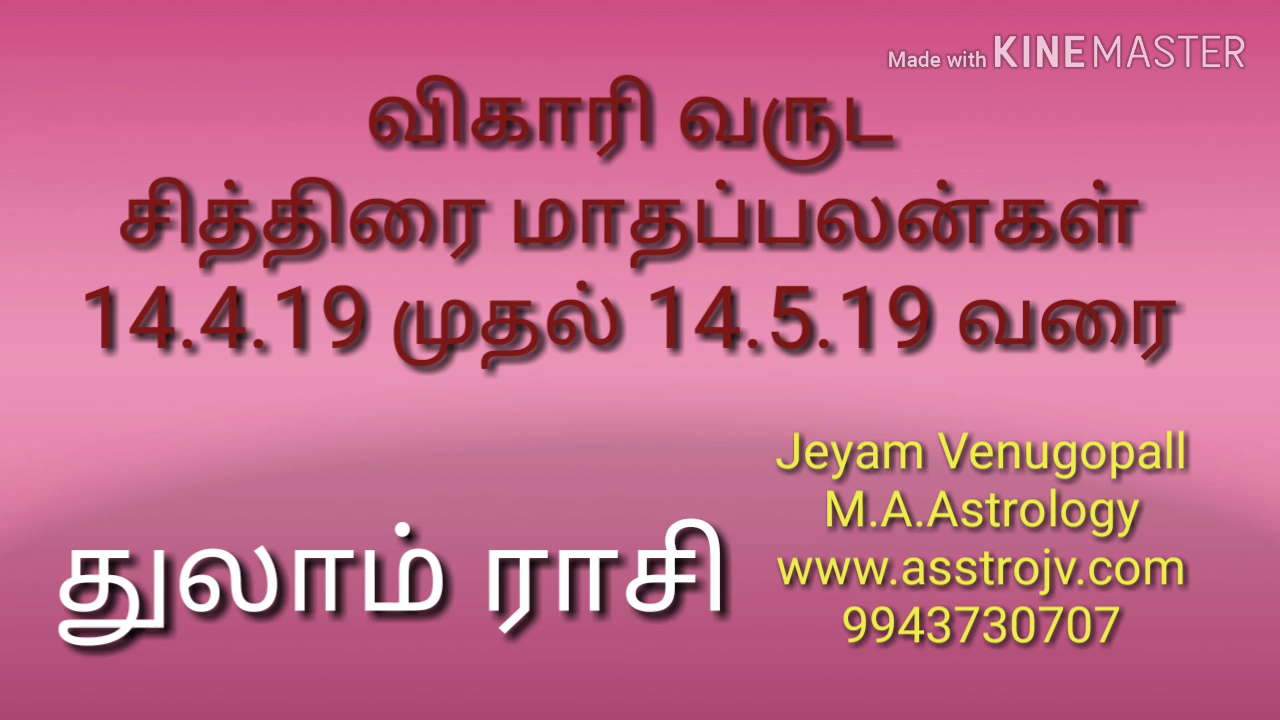 Made with KINEMASTER
விகாரி வருட
சித்திரை மாதப்பலன்கள்
14.4.19 முதல் 14.5.19 வரை
துலாம் ராசி
Jeyam Venugopall
M.A.Astrology
www.asstrojv.com
9943730707